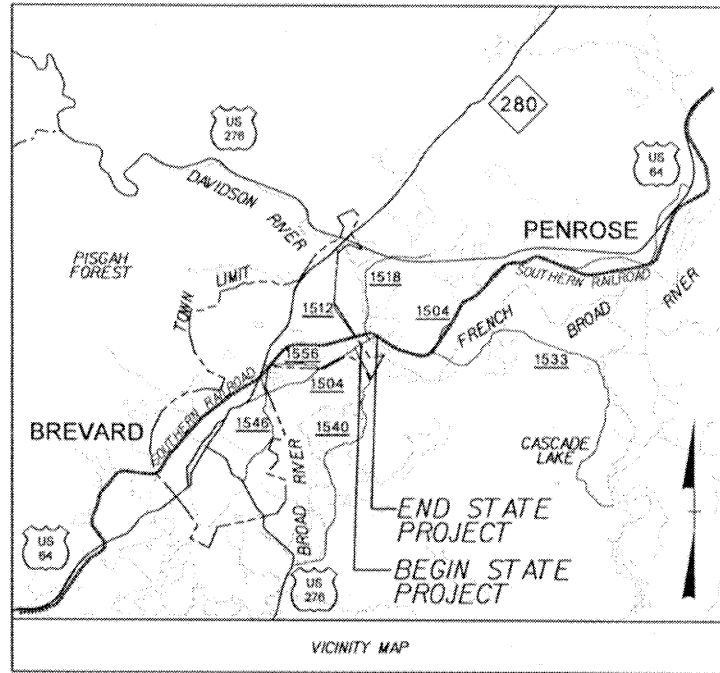 280
US
276
US
64
DAVIDSON RIVER
PENROSE
PISGAH
FOREST
TOWN LIMIT
1518
SOUTHERN RAILROAD
1512
1504
FRENCH BROAD RIVER
1556
1533
SOUTHERN RAILROAD
1504
BREVARD
1546
1540
CASCADE
LAKE
BROAD RIVER
END STATE
PROJECT
US
64
BEGIN STATE
PROJECT
US
276
VICINITY MAP